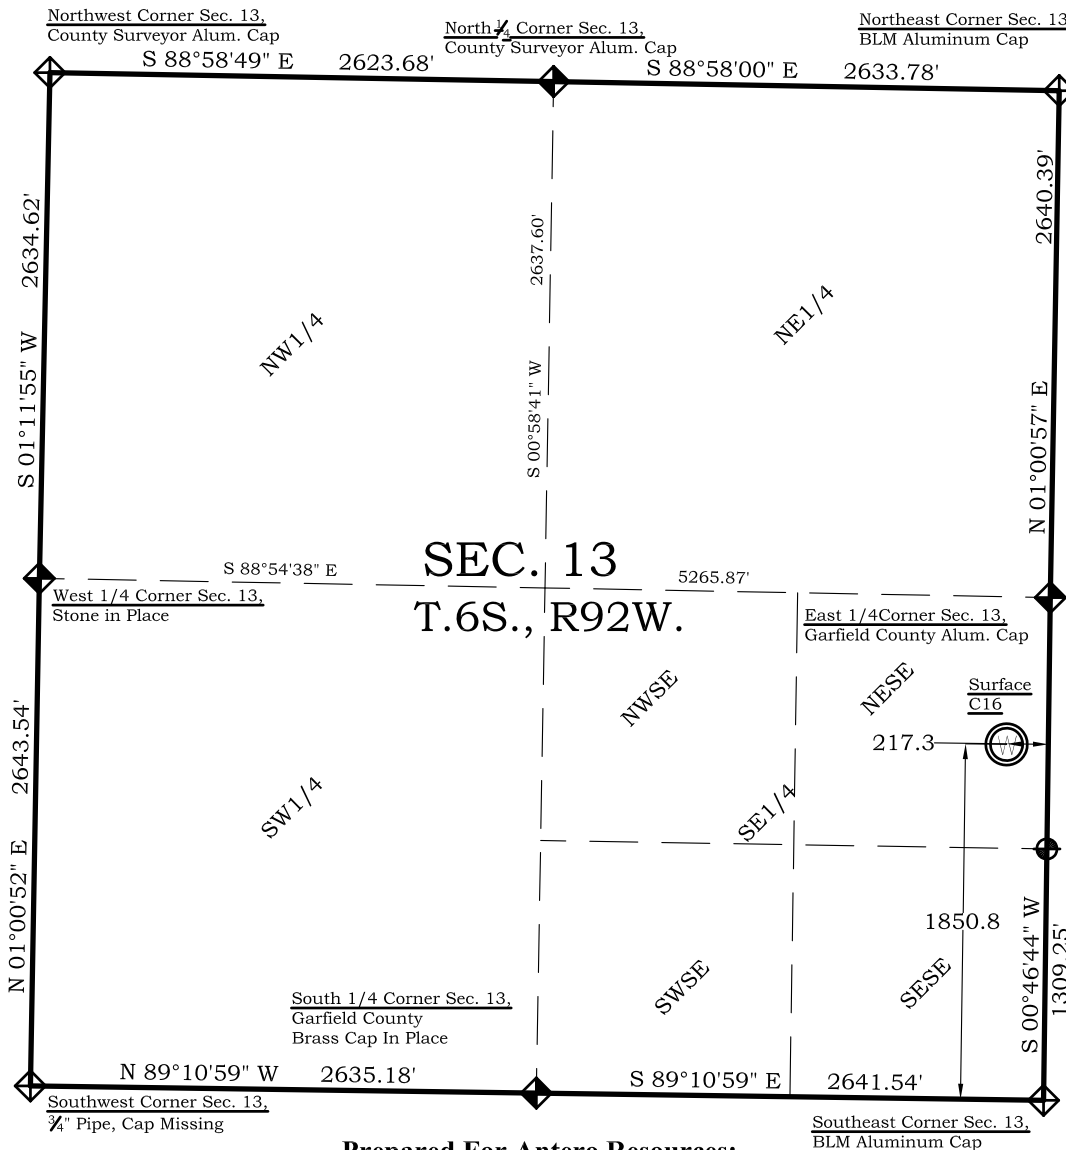 Northwest Corner Sec. 13,
County Surveyor Alum. Cap
North 1/4 Corner Sec. 13,
County Surveyor Alum. Cap
Northeast Corner Sec. 13
BLM Aluminum Cap
S 88°58'49" E 2623.68'
S 88°58'00" E 2633.78'
2634.62'
S 01°11'55" W
2637.60'
S 00°58'41" W
2640.39'
N 01°00'57" E
NW1/4
NE1/4
SEC. 13
T.6S., R92W.
S 88°54'38" E
5265.87'
West 1/4 Corner Sec. 13,
Stone in Place
East 1/4Corner Sec. 13,
Garfield County Alum. Cap
NWSE
NESE
Surface
C16
217.3
W
2643.54'
N 01°00'52" E
SW1/4
SE1/4
1850.8
S 00°46'44" W
1309.25'
SWSE
SESE
South 1/4 Corner Sec. 13,
Garfield County
Brass Cap In Place
N 89°10'59" W 2635.18'
S 89°10'59" E 2641.54'
Southwest Corner Sec. 13,
3/4" Pipe, Cap Missing
Southeast Corner Sec. 13,
BLM Aluminum Cap
Prepared For Antero Resources: